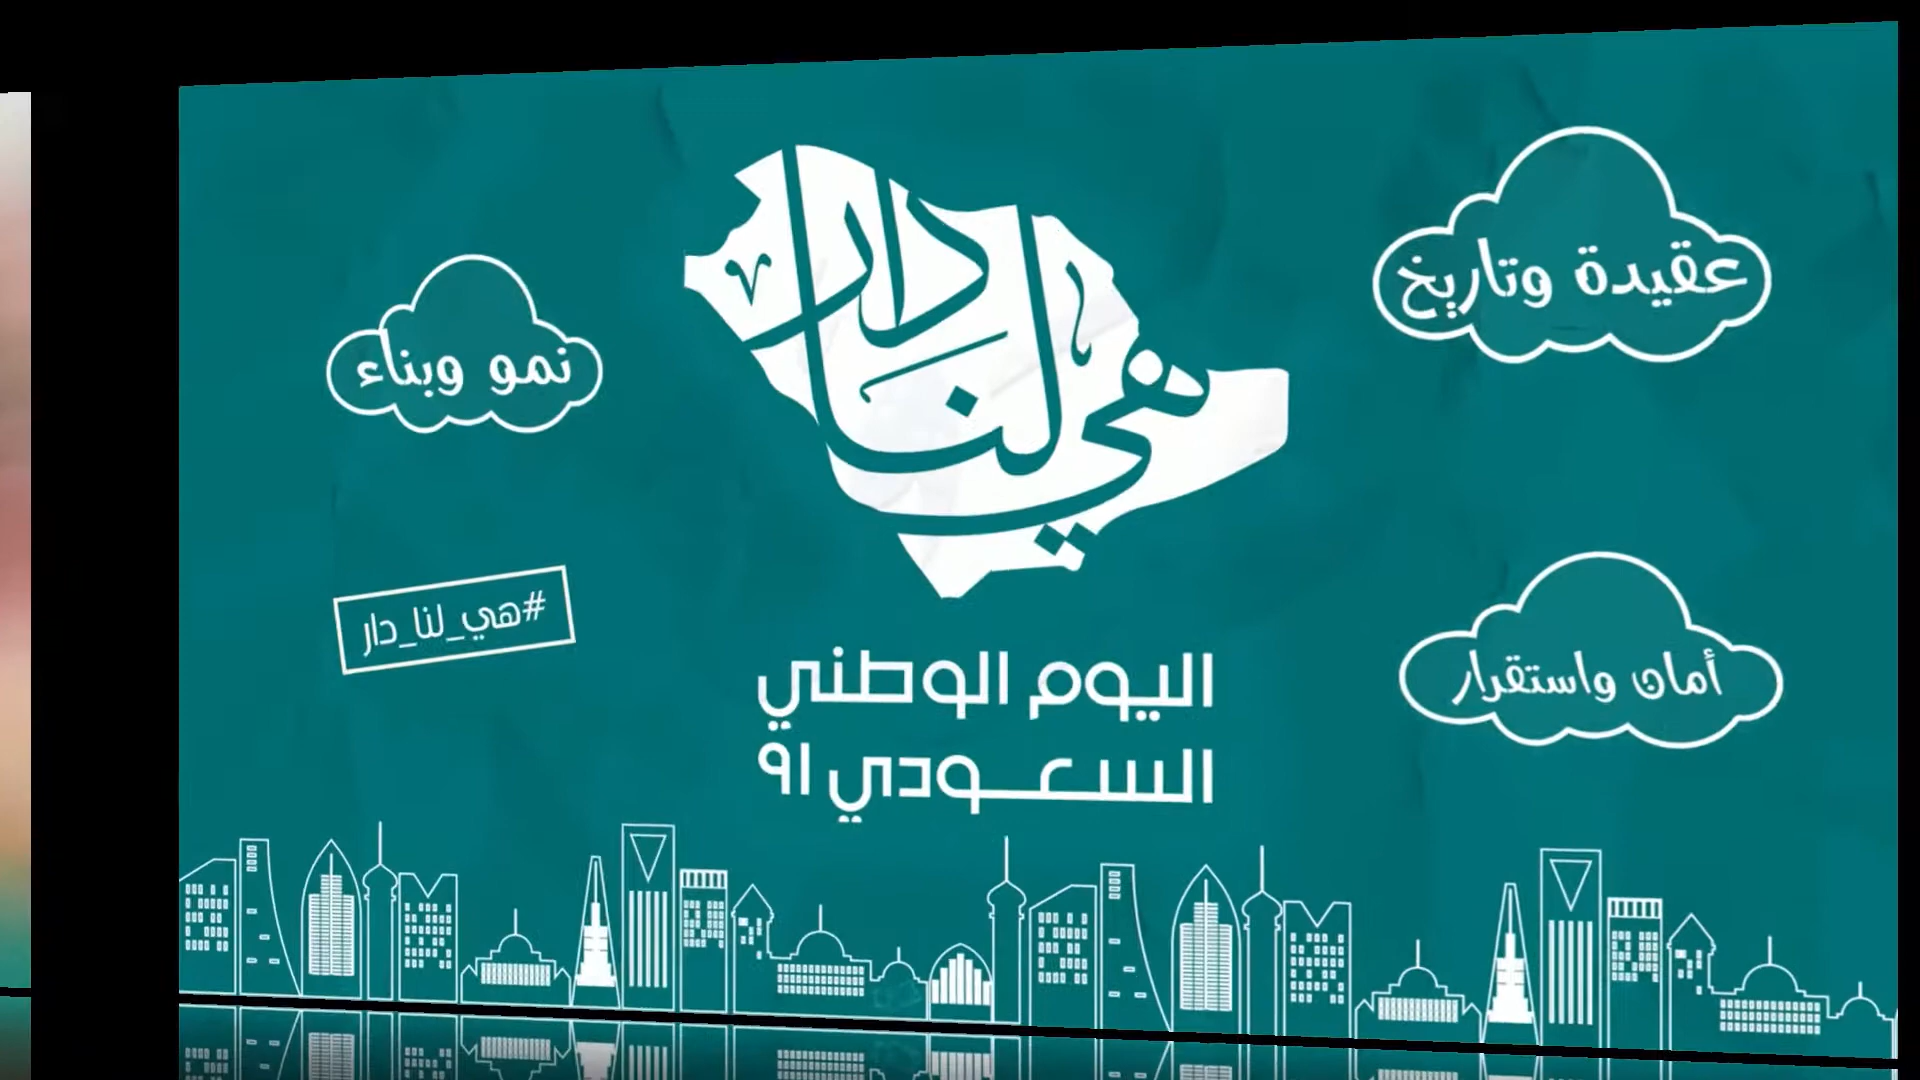 هي لنا دار
عقيدة وتاريخ
نمو وبناء
#هي_لنا_دار
أمان واستقرار
اليوم الوطني
السعودي ٩١